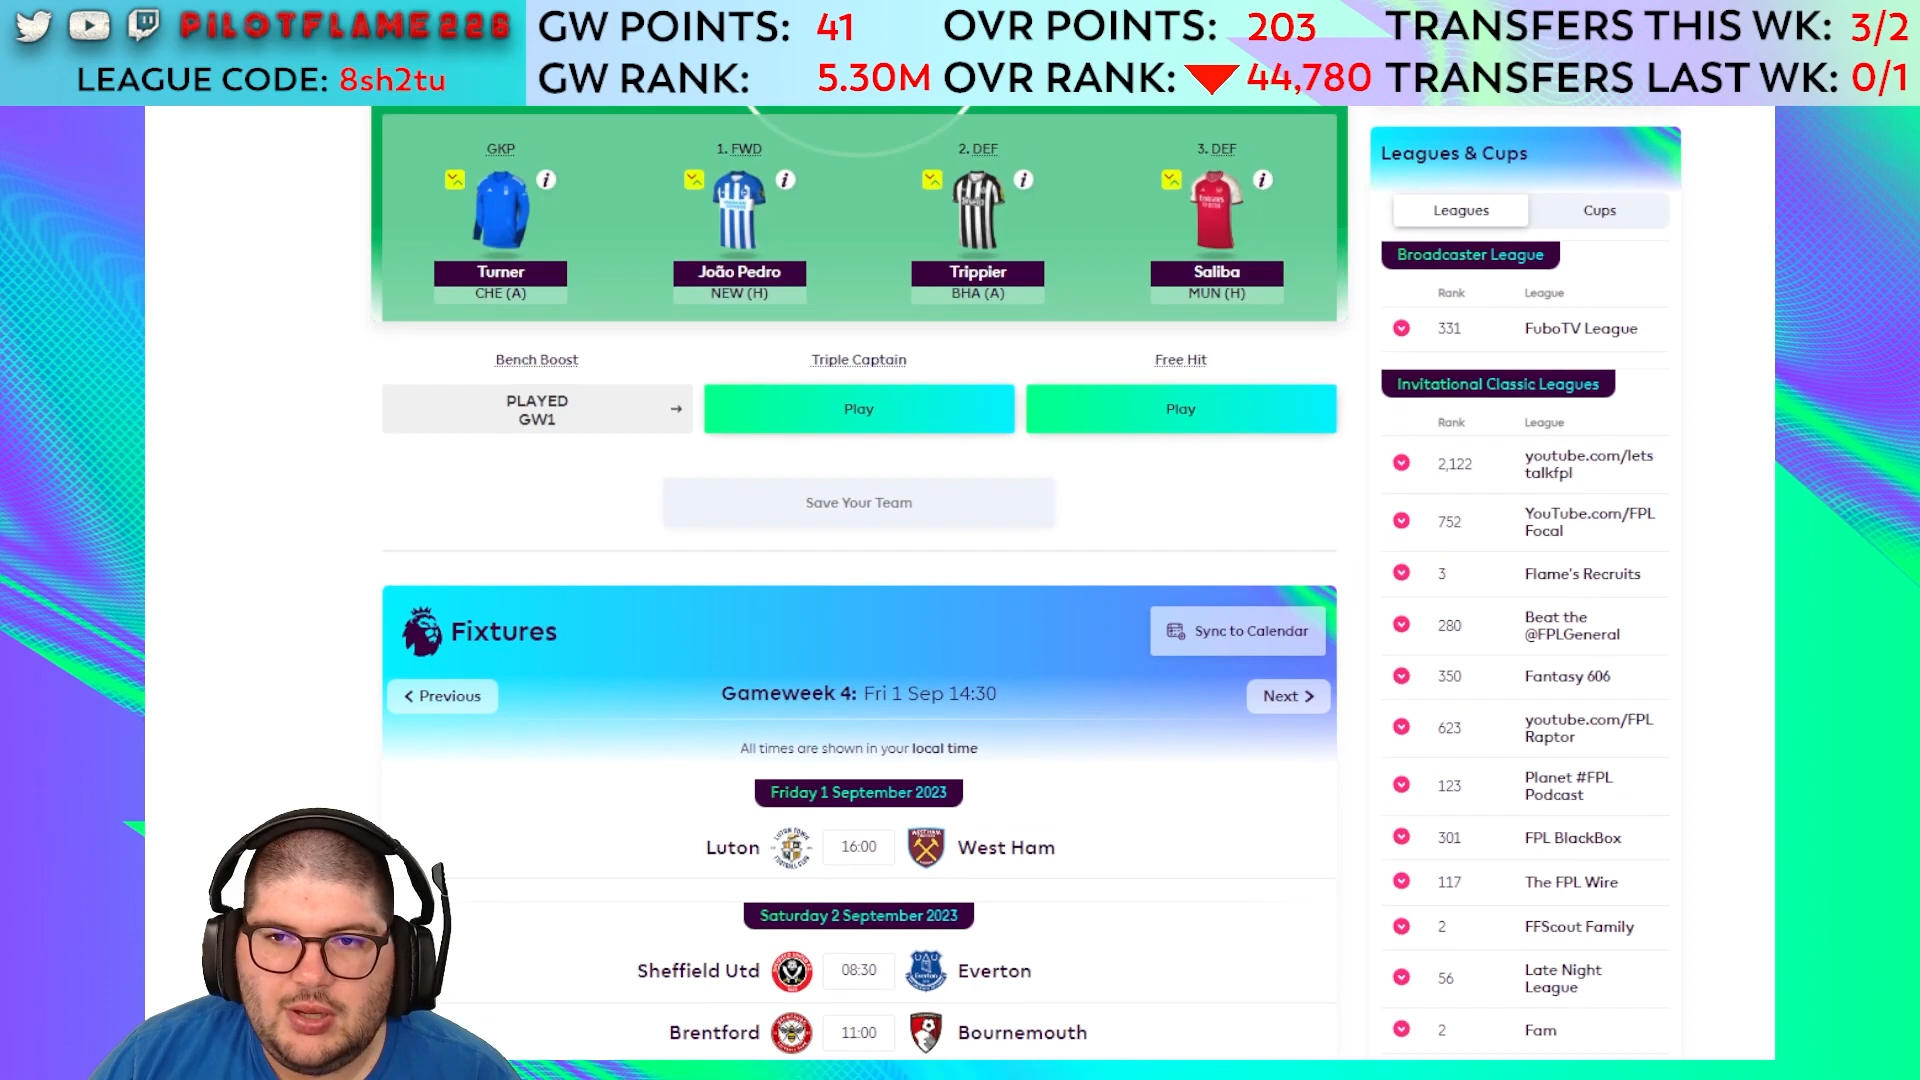 PILOTFLAME228
LEAGUE CODE: 8sh2tu
GW POINTS: 41
GW RANK: 5.30M
OVR POINTS: 203
OVR RANK: 44,780
TRANSFERS THIS WK: 3/2
TRANSFERS LAST WK: 0/1
GKP
1. FWD
2. DEF
3. DEF
Turner
João Pedro
Trippier
Saliba
CHE (A)
NEW (H)
BHA (A)
MUN (H)
Bench Boost
Triple Captain
Free Hit
PLAYED
GW1
Play
Play
Save Your Team
Fixtures
Sync to Calendar
Previous
Gameweek 4: Fri 1 Sep 14:30
Next
All times are shown in your local time
Friday 1 September 2023
Luton 16:00 West Ham
Saturday 2 September 2023
Sheffield Utd 08:30 Everton
Brentford 11:00 Bournemouth
Leagues & Cups
Leagues
Cups
Broadcaster League
Rank League
331 FuboTV League
Invitational Classic Leagues
Rank League
2,122 youtube.com/lets
talkfpl
752 YouTube.com/FPL
Focal
3 Flame's Recruits
280 Beat the
@FPLGeneral
350 Fantasy 606
623 youtube.com/FPL
Raptor
123 Planet #FPL
Podcast
301 FPL BlackBox
117 The FPL Wire
2 FFScout Family
56 Late Night
League
2 Fam